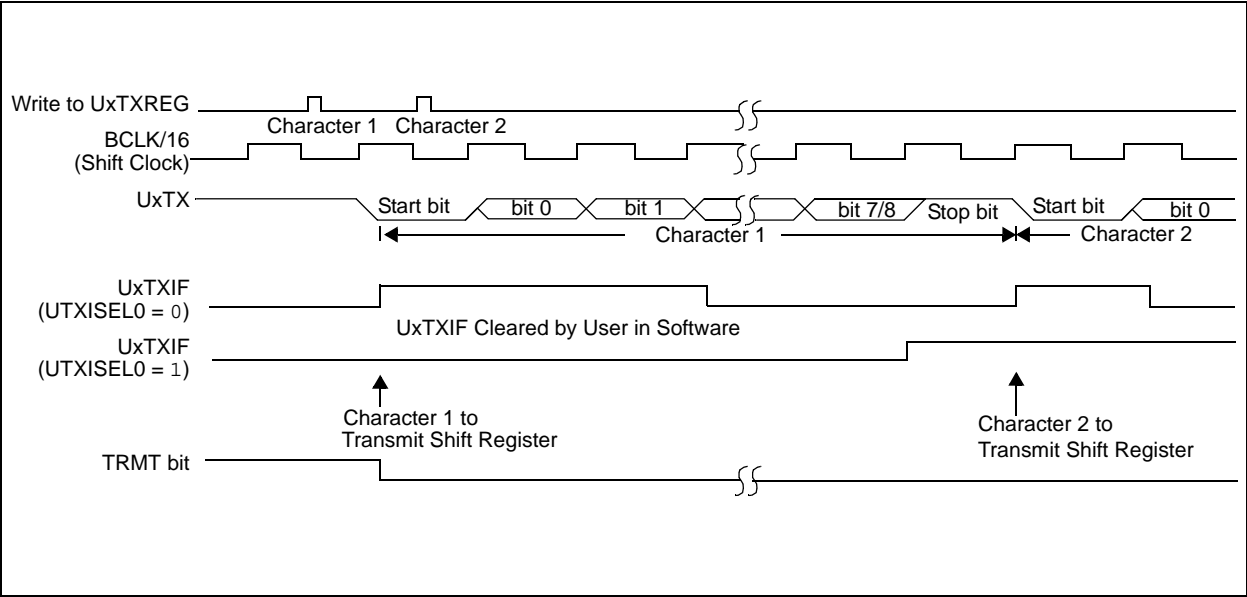 Write to UxTXREG
Character 1 Character 2
BCLK/16
(Shift Clock)
UxTX
Start bit bit 0 bit 1 bit 7/8 Stop bit Start bit bit 0
Character 1 Character 2
UxTXIF
(UTXISEL0 = 0)
UxTXIF Cleared by User in Software
UxTXIF
(UTXISEL0 = 1)
Character 1 to
Transmit Shift Register
Character 2 to
Transmit Shift Register
TRMT bit